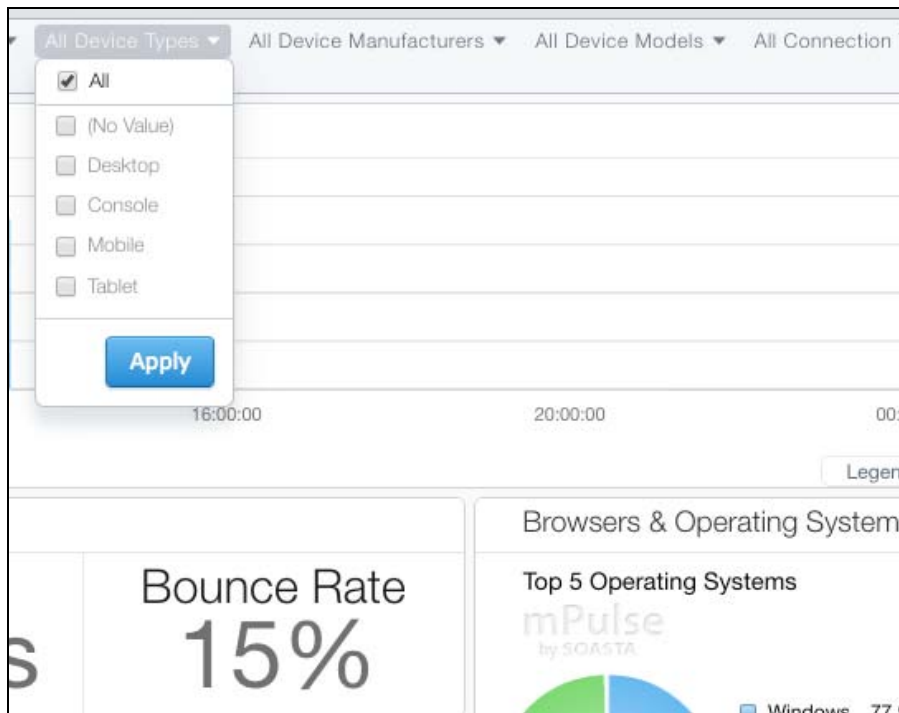 All Device Types All Device Manufacturers All Device Models All Connection
All
(No Value)
Desktop
Console
Mobile
Tablet
Apply
16:00:00 20:00:00 00:
Legen
Browsers & Operating System
Top 5 Operating Systems
mPulse
by SOASTA
Bounce Rate
s 15%
Windows 77